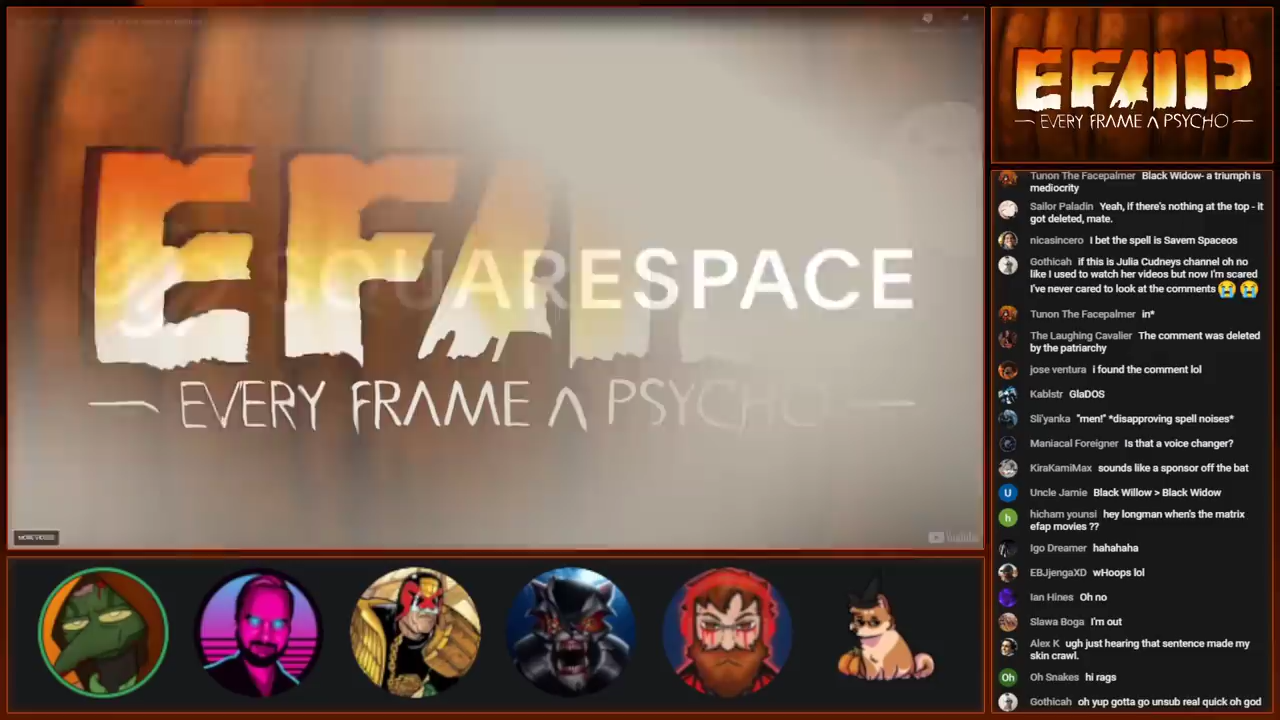 SQUARESPACE
EFAP
— EVERY FRAME A PSYCHO —
MORE VIDEOS
YouTube
EFAP
— EVERY FRAME A PSYCHO —
Tunon The Facepalmer Black Widow- a triumph is
mediocrity
Sailor Paladin Yeah, if there's nothing at the top - it
got deleted, mate.
nicasincero I bet the spell is Savem Spaceos
Gothicah if this is Julia Cudneys channel oh no
like I used to watch her videos but now I'm scared
I've never cared to look at the comments 😭 😭
Tunon The Facepalmer in*
The Laughing Cavalier The comment was deleted
by the patriarchy
jose ventura i found the comment lol
Kablstr GlaDOS
Sli'yanka "men!" *disapproving spell noises*
Maniacal Foreigner Is that a voice changer?
KiraKamiMax sounds like a sponsor off the bat
U Uncle Jamie Black Willow > Black Widow
h hicham younsi hey longman when's the matrix
efap movies ??
Igo Dreamer hahahaha
EBJjengaXD wHoops lol
Ian Hines Oh no
Slawa Boga I'm out
Alex K ugh just hearing that sentence made my
skin crawl.
Oh Oh Snakes hi rags
Gothicah oh yup gotta go unsub real quick oh god